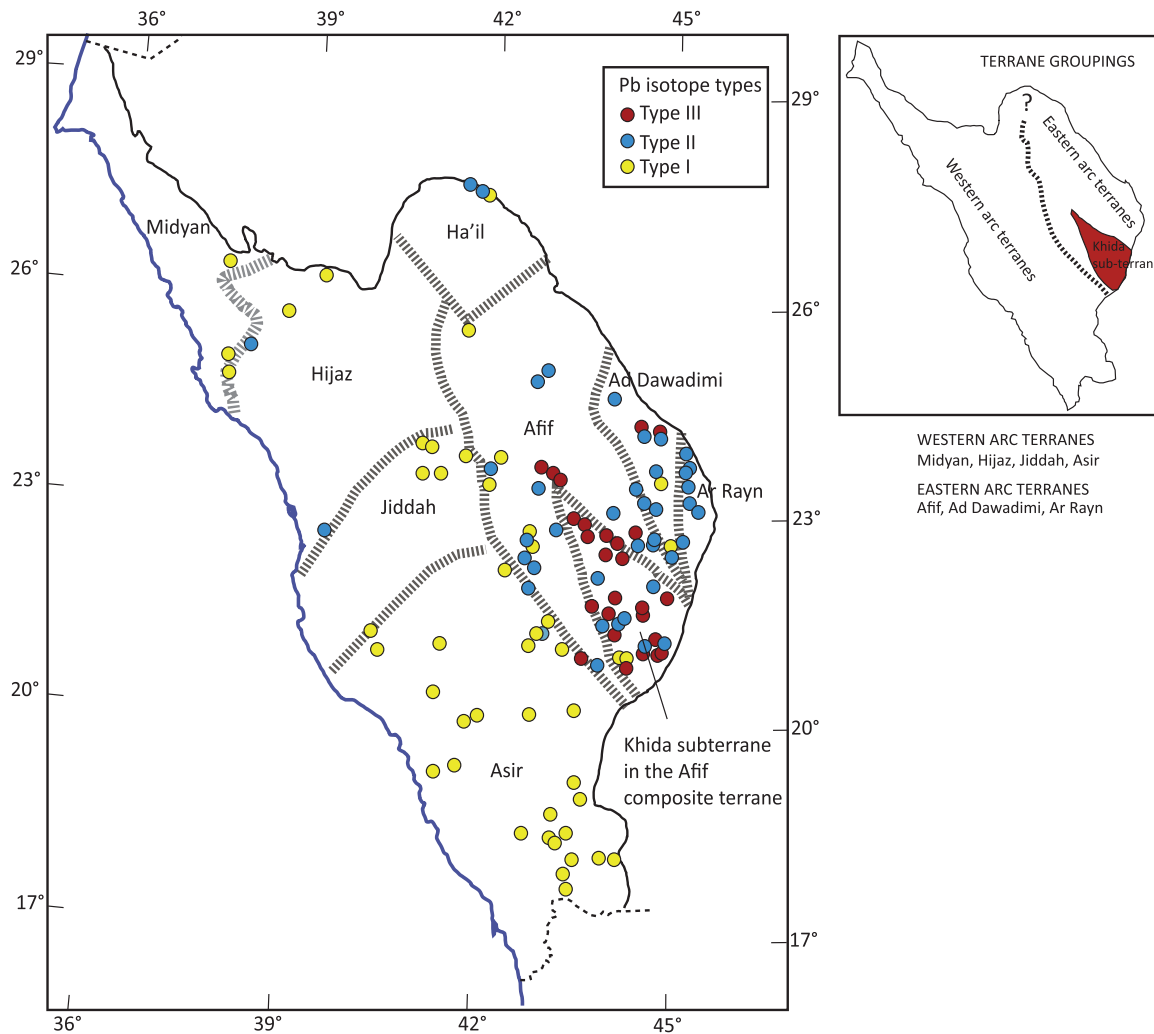 36°
39°
42°
45°
29°
29°
Pb isotope types
Type III
Type II
Type I
TERRANE GROUPINGS
?
Eastern arc terranes
Western arc terranes
Khida
sub-terran
Midyan
Ha'il
26°
26°
Hijaz
Ad Dawadimi
Afif
WESTERN ARC TERRANES
Midyan, Hijaz, Jiddah, Asir
EASTERN ARC TERRANES
Afif, Ad Dawadimi, Ar Rayn
23°
23°
Jiddah
Ar Rayn
20°
20°
Khida subterrane
in the Afif
composite terrane
Asir
17°
17°
36°
39°
42°
45°